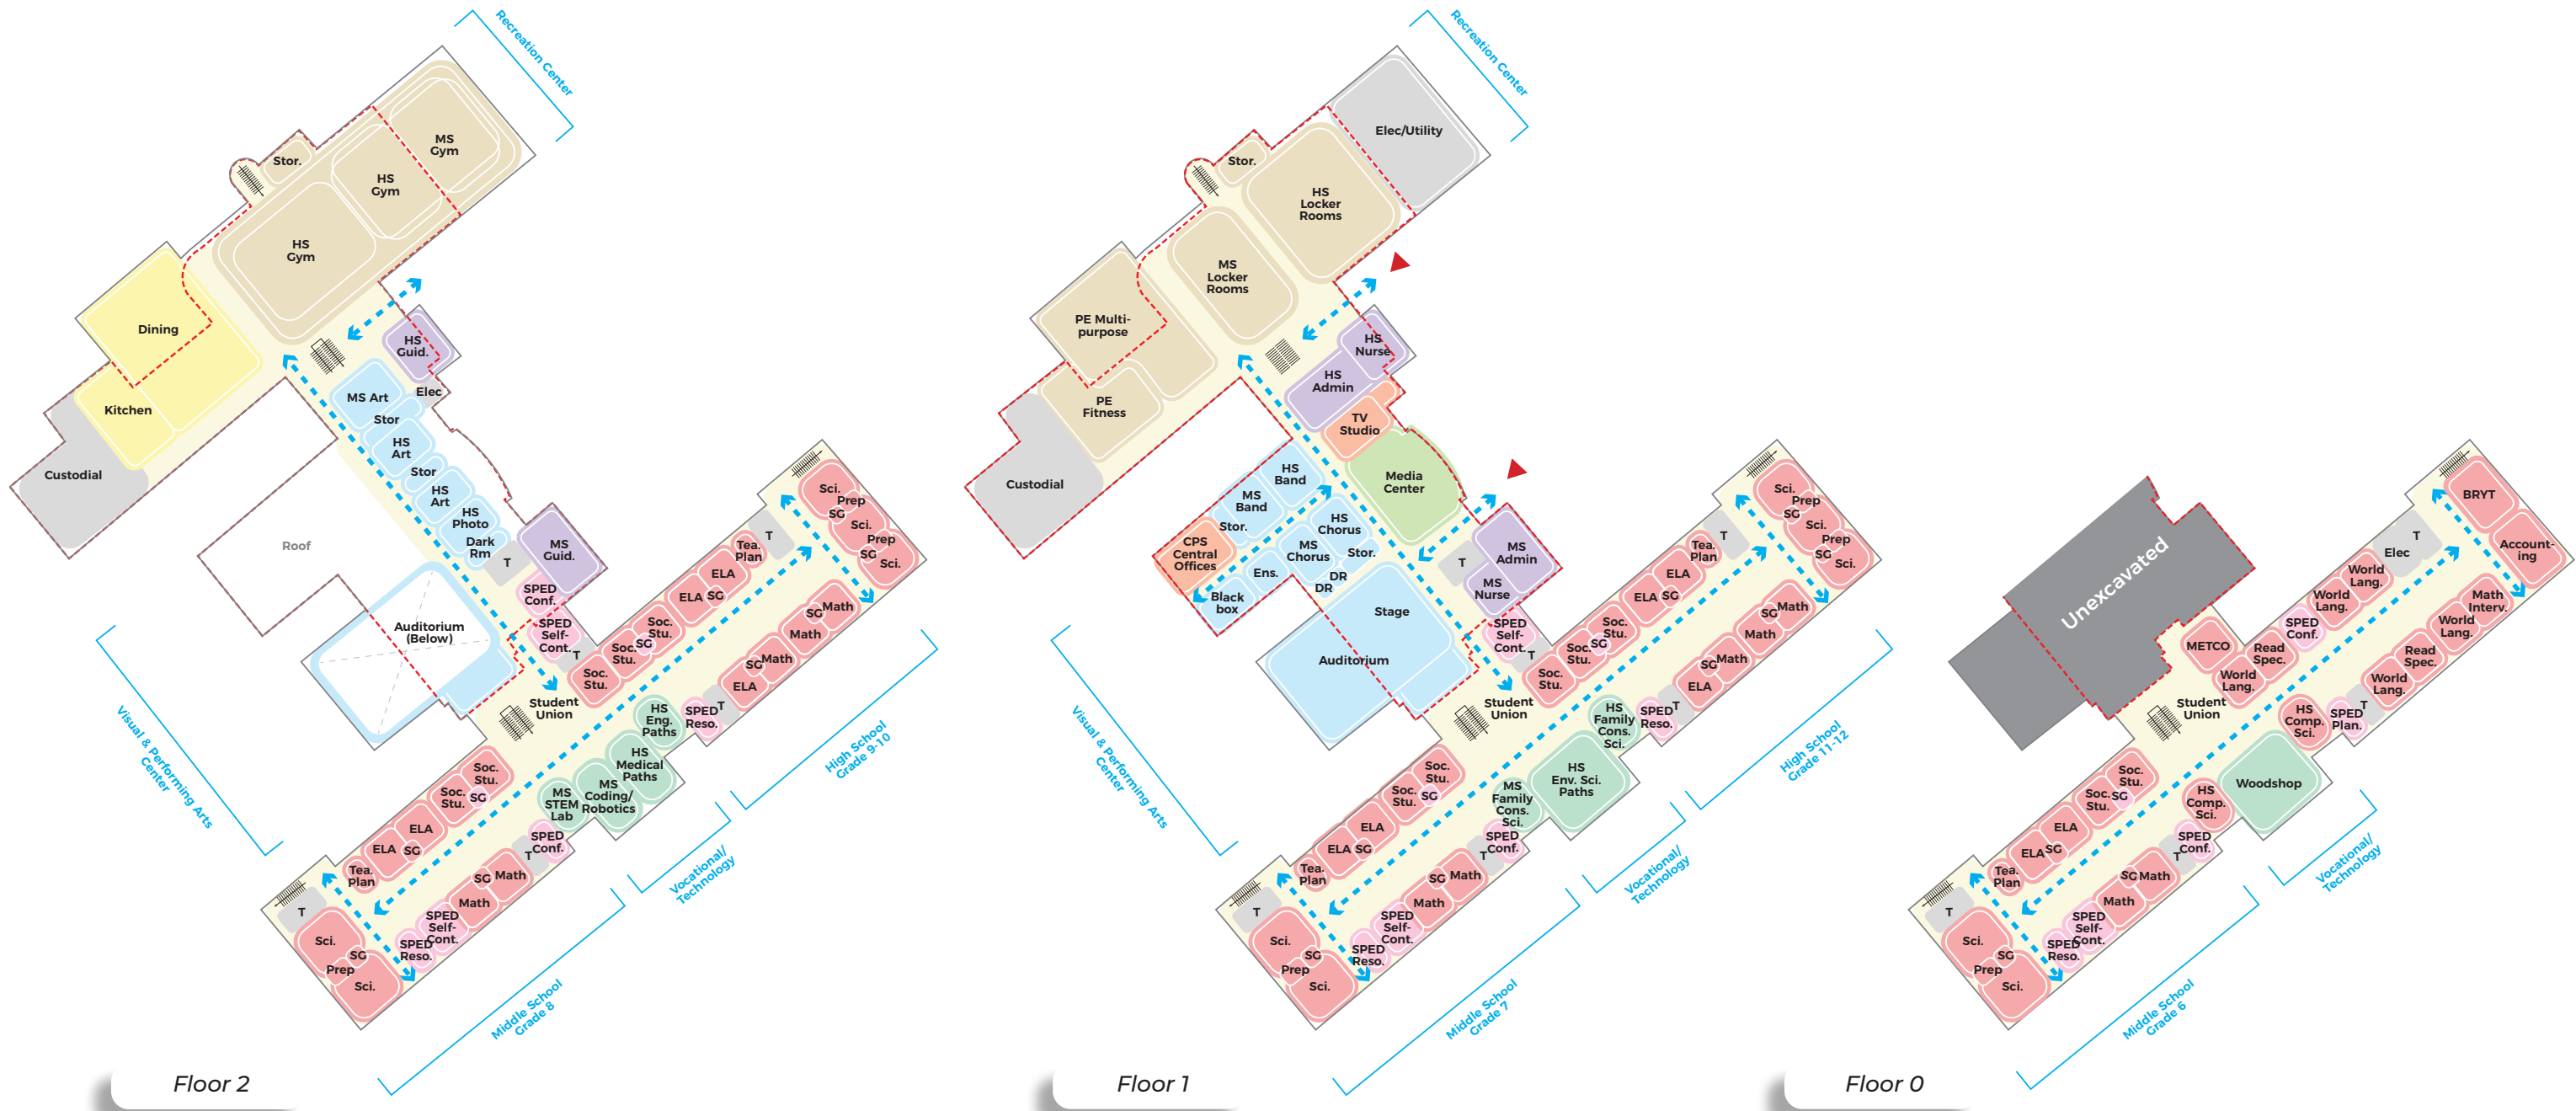 Recreation Center
MS
Gym
HS
Gym
Stor.
HS
Gym
Dining
Kitchen
Custodial
HS
Guid.
Elec
MS Art
Stor
HS
Art
Stor
HS
Art
HS
Photo
Dark
Rm
T
MS
Guid.
SPED
Conf.
SPED
Self-
Cont.
T
Roof
Auditorium
(Below)
Student
Union
Soc.
Stu.
Soc.
Stu.
SG
Soc.
Stu.
ELA
SG
ELA
Tea.
Plan
T
Sci.
Prep
SG
Sci.
Prep
SG
Sci.
Math
SG
Math
Math
SG
ELA
T
SPED
Reso.
HS
Eng.
Paths
HS
Medical
Paths
MS
Coding/
Robotics
MS
STEM
Lab
SPED
Conf.
T
Math
SG
Math
SPED
Self-
Cont.
SPED
Reso.
Soc.
Stu.
Soc.
Stu.
SG
ELA
ELA
SG
Tea.
Plan
T
Sci.
SG
Prep
Sci.
Visual & Performing Arts
Center
High School
Grade 9-10
Vocational/
Technology
Middle School
Grade 8
Floor 2
Recreation Center
Elec/Utility
Stor.
HS
Locker
Rooms
MS
Locker
Rooms
PE Multi-
purpose
PE
Fitness
Custodial
HS
Nurse
HS
Admin
TV
Studio
Media
Center
HS
Band
MS
Band
Stor.
CPS
Central
Offices
HS
Chorus
MS
Chorus
Stor.
Ens.
DR
DR
Black
box
Stage
Auditorium
T
MS
Admin
MS
Nurse
SPED
Self-
Cont.
T
Student
Union
Soc.
Stu.
Soc.
Stu.
SG
Soc.
Stu.
ELA
SG
ELA
Tea.
Plan
T
Sci.
Prep
SG
Sci.
Prep
SG
Sci.
Math
SG
Math
Math
SG
ELA
T
SPED
Reso.
HS
Family
Cons.
Sci.
HS
Env. Sci.
Paths
MS
Family
Cons.
Sci.
SPED
Conf.
T
Math
SG
Math
SPED
Self-
Cont.
SPED
Reso.
Soc.
Stu.
Soc.
Stu.
SG
ELA
ELA
SG
Tea.
Plan
T
Sci.
SG
Prep
Sci.
Visual & Performing Arts
Center
High School
Grade 11-12
Vocational/
Technology
Middle School
Grade 7
Floor 1
Unexcavated
BRYT
Account-
ing
T
Elec
World
Lang.
World
Lang.
SPED
Conf.
Read
Spec.
World
Lang.
METCO
Math
Interv.
World
Lang.
Read
Spec.
World
Lang.
T
SPED
Plan.
HS
Comp.
Sci.
Student
Union
Woodshop
HS
Comp.
Sci.
SPED
Conf.
T
Math
SG
Math
SPED
Self-
Cont.
SPED
Reso.
Soc.
Stu.
Soc.
Stu.
SG
ELA
ELA
SG
Tea.
Plan
T
Sci.
SG
Prep
Sci.
Vocational/
Technology
Middle School
Grade 6
Floor 0